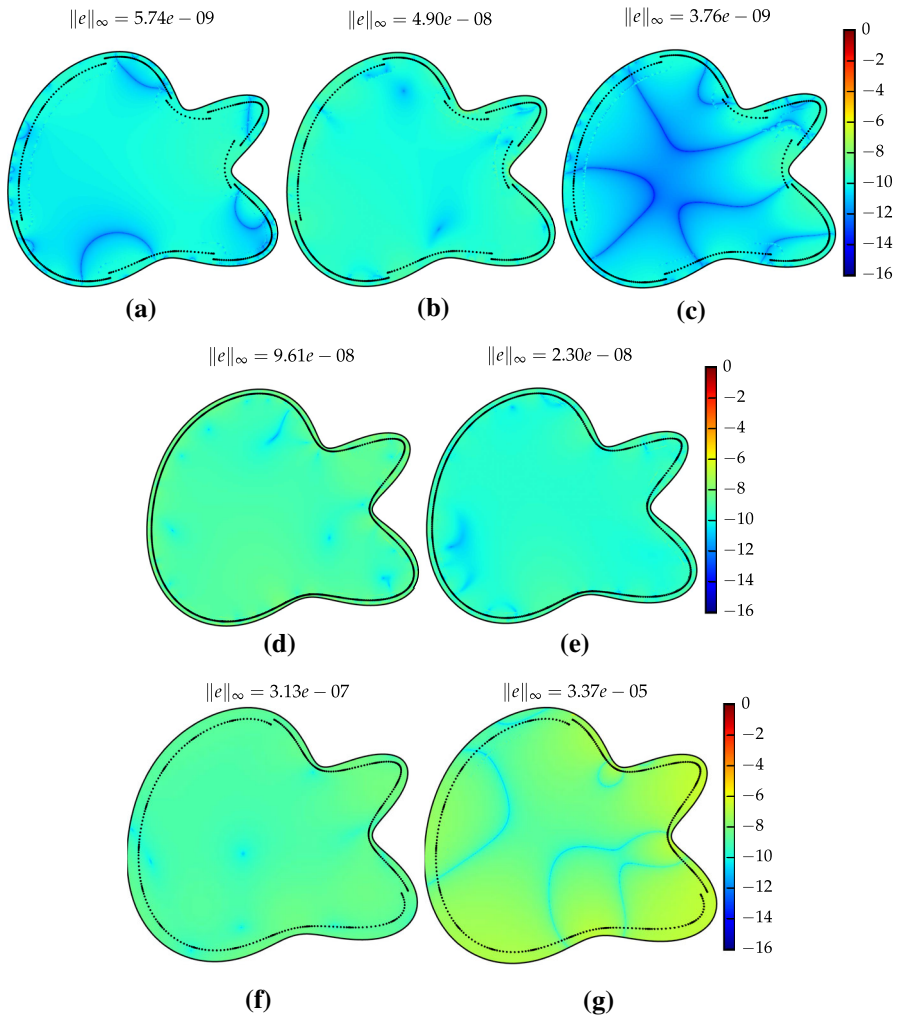 ‖e‖∞ = 5.74e − 09
‖e‖∞ = 4.90e − 08
‖e‖∞ = 3.76e − 09
0
−2
−4
−6
−8
−10
−12
−14
−16
(a)
(b)
(c)
‖e‖∞ = 9.61e − 08
‖e‖∞ = 2.30e − 08
0
−2
−4
−6
−8
−10
−12
−14
−16
(d)
(e)
‖e‖∞ = 3.13e − 07
‖e‖∞ = 3.37e − 05
0
−2
−4
−6
−8
−10
−12
−14
−16
(f)
(g)